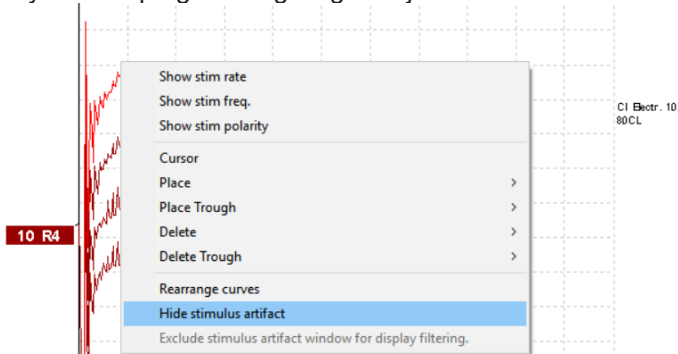 Show stim rate
Show stim freq.
Show stim polarity
CI Electr. 10
80CL
Cursor
Place
Place Trough
10 R4
Delete
Delete Trough
Rearrange curves
Hide stimulus artifact
Exclude stimulus artifact window for display filtering.